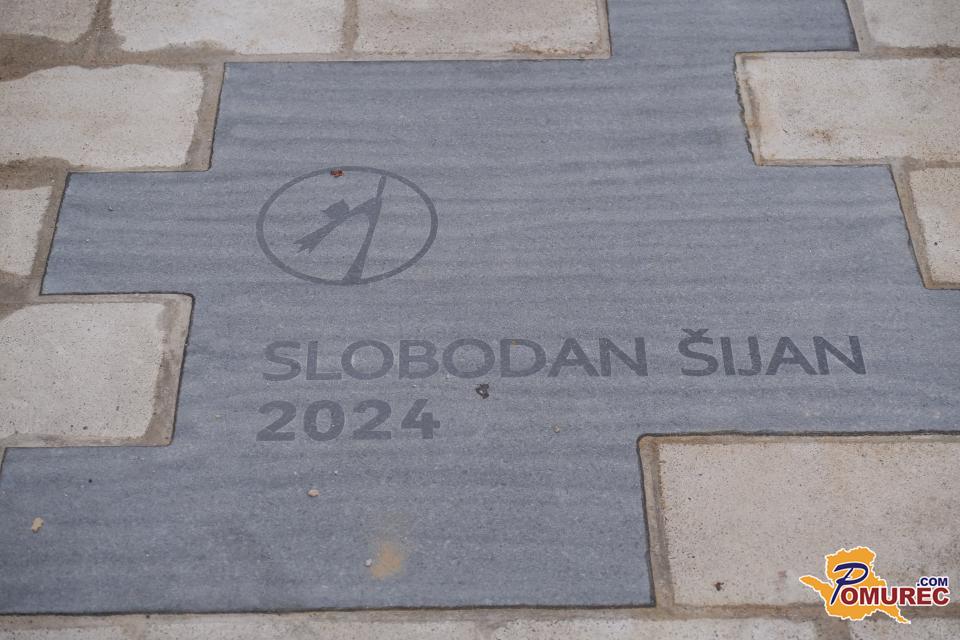 SLOBODAN ŠIJAN
2024
POMUREC
.COM